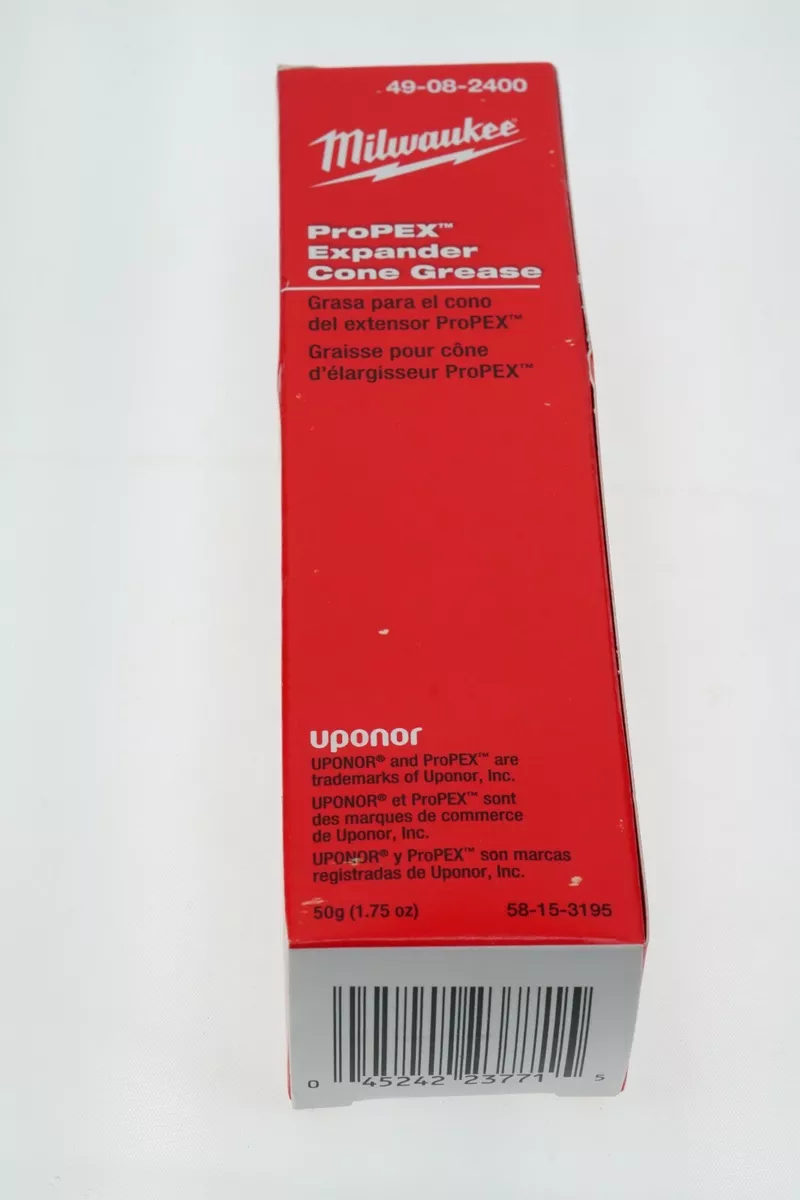 49-08-2400
Milwaukee®
ProPEX™
Expander
Cone Grease
Grasa para el cono
del extensor ProPEX™
Graisse pour cône
d'élargisseur ProPEX™
uponor
UPONOR® and ProPEX™ are
trademarks of Uponor, Inc.
UPONOR® et ProPEX™ sont
des marques de commerce
de Uponor, Inc.
UPONOR® y ProPEX™ son marcas
registradas de Uponor, Inc.
50g (1.75 oz) 58-15-3195
0 45242 23771 5